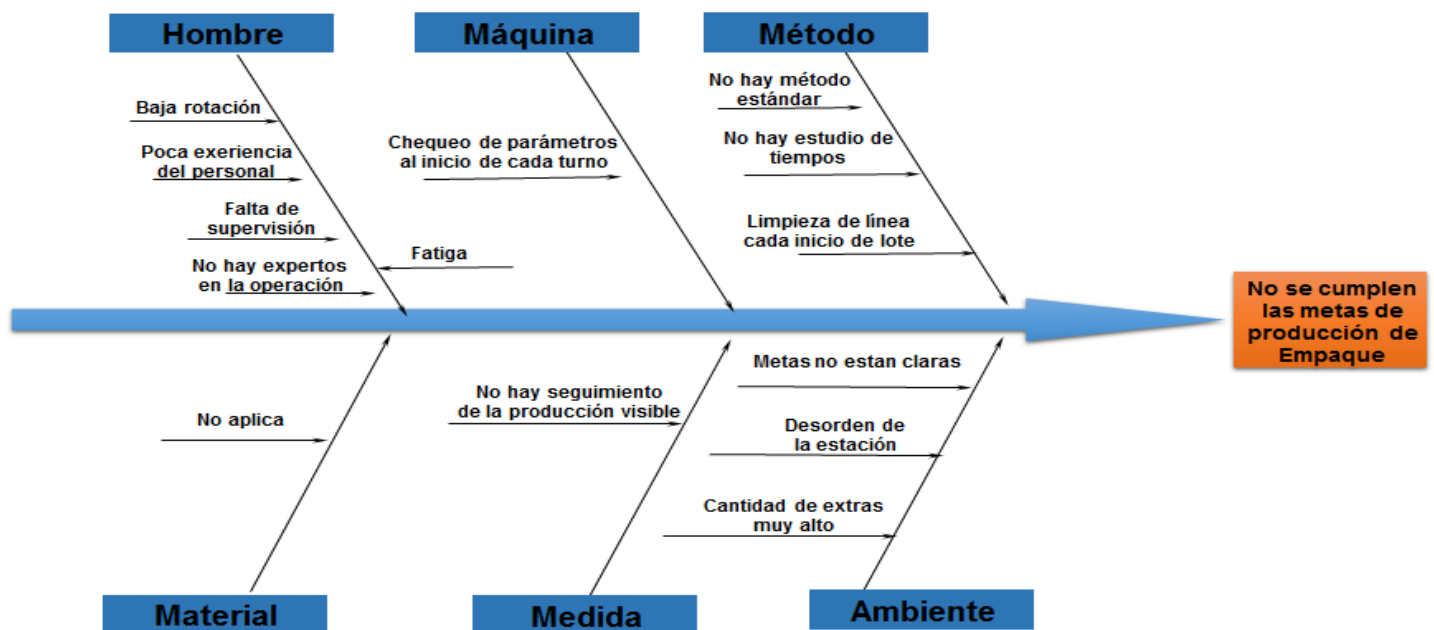 Hombre
Máquina
Método
Baja rotación
Poca exeriencia
del personal
Falta de
supervisión
Fatiga
No hay expertos
en la operación
Chequeo de parámetros
al inicio de cada turno
No hay método
estándar
No hay estudio de
tiempos
Limpieza de línea
cada inicio de lote
No se cumplen
las metas de
producción de
Empaque
No aplica
No hay seguimiento
de la producción visible
Metas no estan claras
Desorden de
la estación
Cantidad de extras
muy alto
Material
Medida
Ambiente